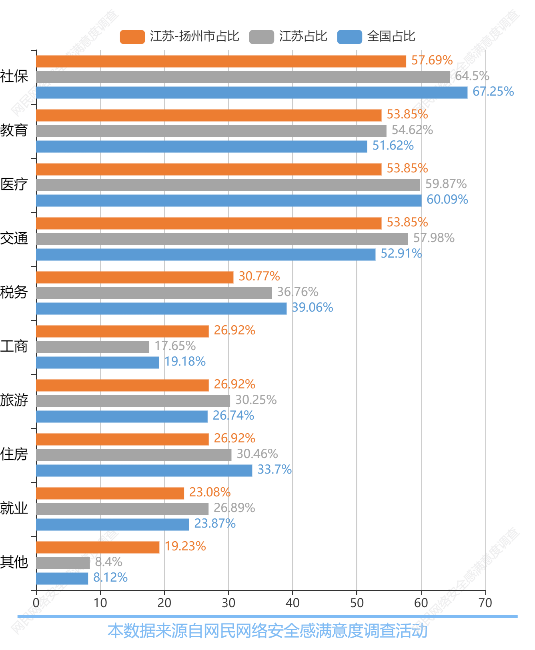 江苏-扬州市占比 江苏占比 全国占比
社保 57.69% 64.5% 67.25%
教育 53.85% 54.62% 51.62%
医疗 53.85% 59.87% 60.09%
交通 53.85% 57.98% 52.91%
税务 30.77% 36.76% 39.06%
工商 26.92% 17.65% 19.18%
旅游 26.92% 30.25% 26.74%
住房 26.92% 30.46% 33.7%
就业 23.08% 26.89% 23.87%
其他 19.23% 8.4% 8.12%
0 10 20 30 40 50 60 70
本数据来源自网民网络安全感满意度调查活动